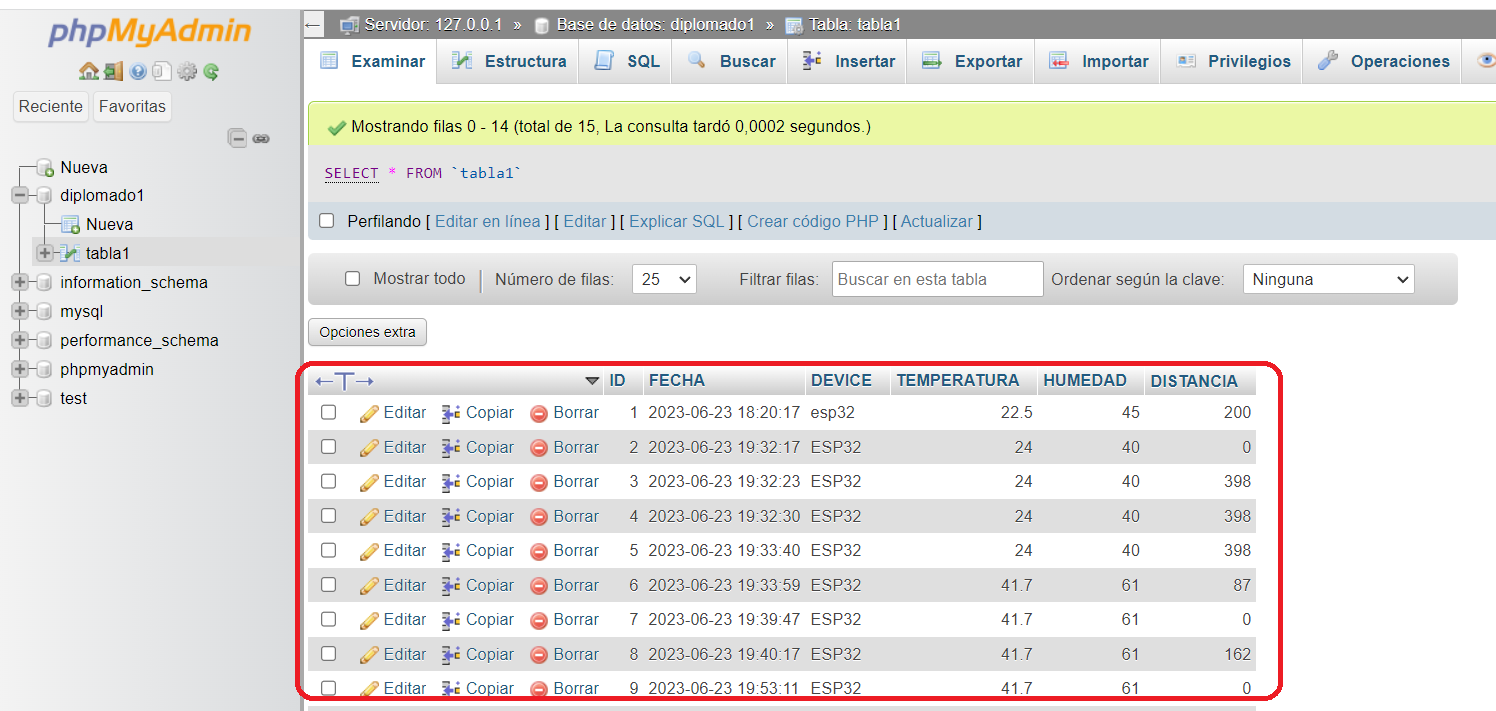 phpMyAdmin
Reciente Favoritas
Nueva
diplomado1
Nueva
tabla1
information_schema
mysql
performance_schema
phpmyadmin
test
Servidor: 127.0.0.1 » Base de datos: diplomado1 » Tabla: tabla1
Examinar Estructura SQL Buscar Insertar Exportar Importar Privilegios Operaciones
Mostrando filas 0 - 14 (total de 15, La consulta tardó 0,0002 segundos.)
SELECT * FROM `tabla1`
Perfilando [ Editar en línea ] [ Editar ] [ Explicar SQL ] [ Crear código PHP ] [ Actualizar ]
Mostrar todo Número de filas: 25 Filtrar filas: Buscar en esta tabla Ordenar según la clave: Ninguna
Opciones extra
ID FECHA DEVICE TEMPERATURA HUMEDAD DISTANCIA
Editar Copiar Borrar 1 2023-06-23 18:20:17 esp32 22.5 45 200
Editar Copiar Borrar 2 2023-06-23 19:32:17 ESP32 24 40 0
Editar Copiar Borrar 3 2023-06-23 19:32:23 ESP32 24 40 398
Editar Copiar Borrar 4 2023-06-23 19:32:30 ESP32 24 40 398
Editar Copiar Borrar 5 2023-06-23 19:33:40 ESP32 24 40 398
Editar Copiar Borrar 6 2023-06-23 19:33:59 ESP32 41.7 61 87
Editar Copiar Borrar 7 2023-06-23 19:39:47 ESP32 41.7 61 0
Editar Copiar Borrar 8 2023-06-23 19:40:17 ESP32 41.7 61 162
Editar Copiar Borrar 9 2023-06-23 19:53:11 ESP32 41.7 61 0